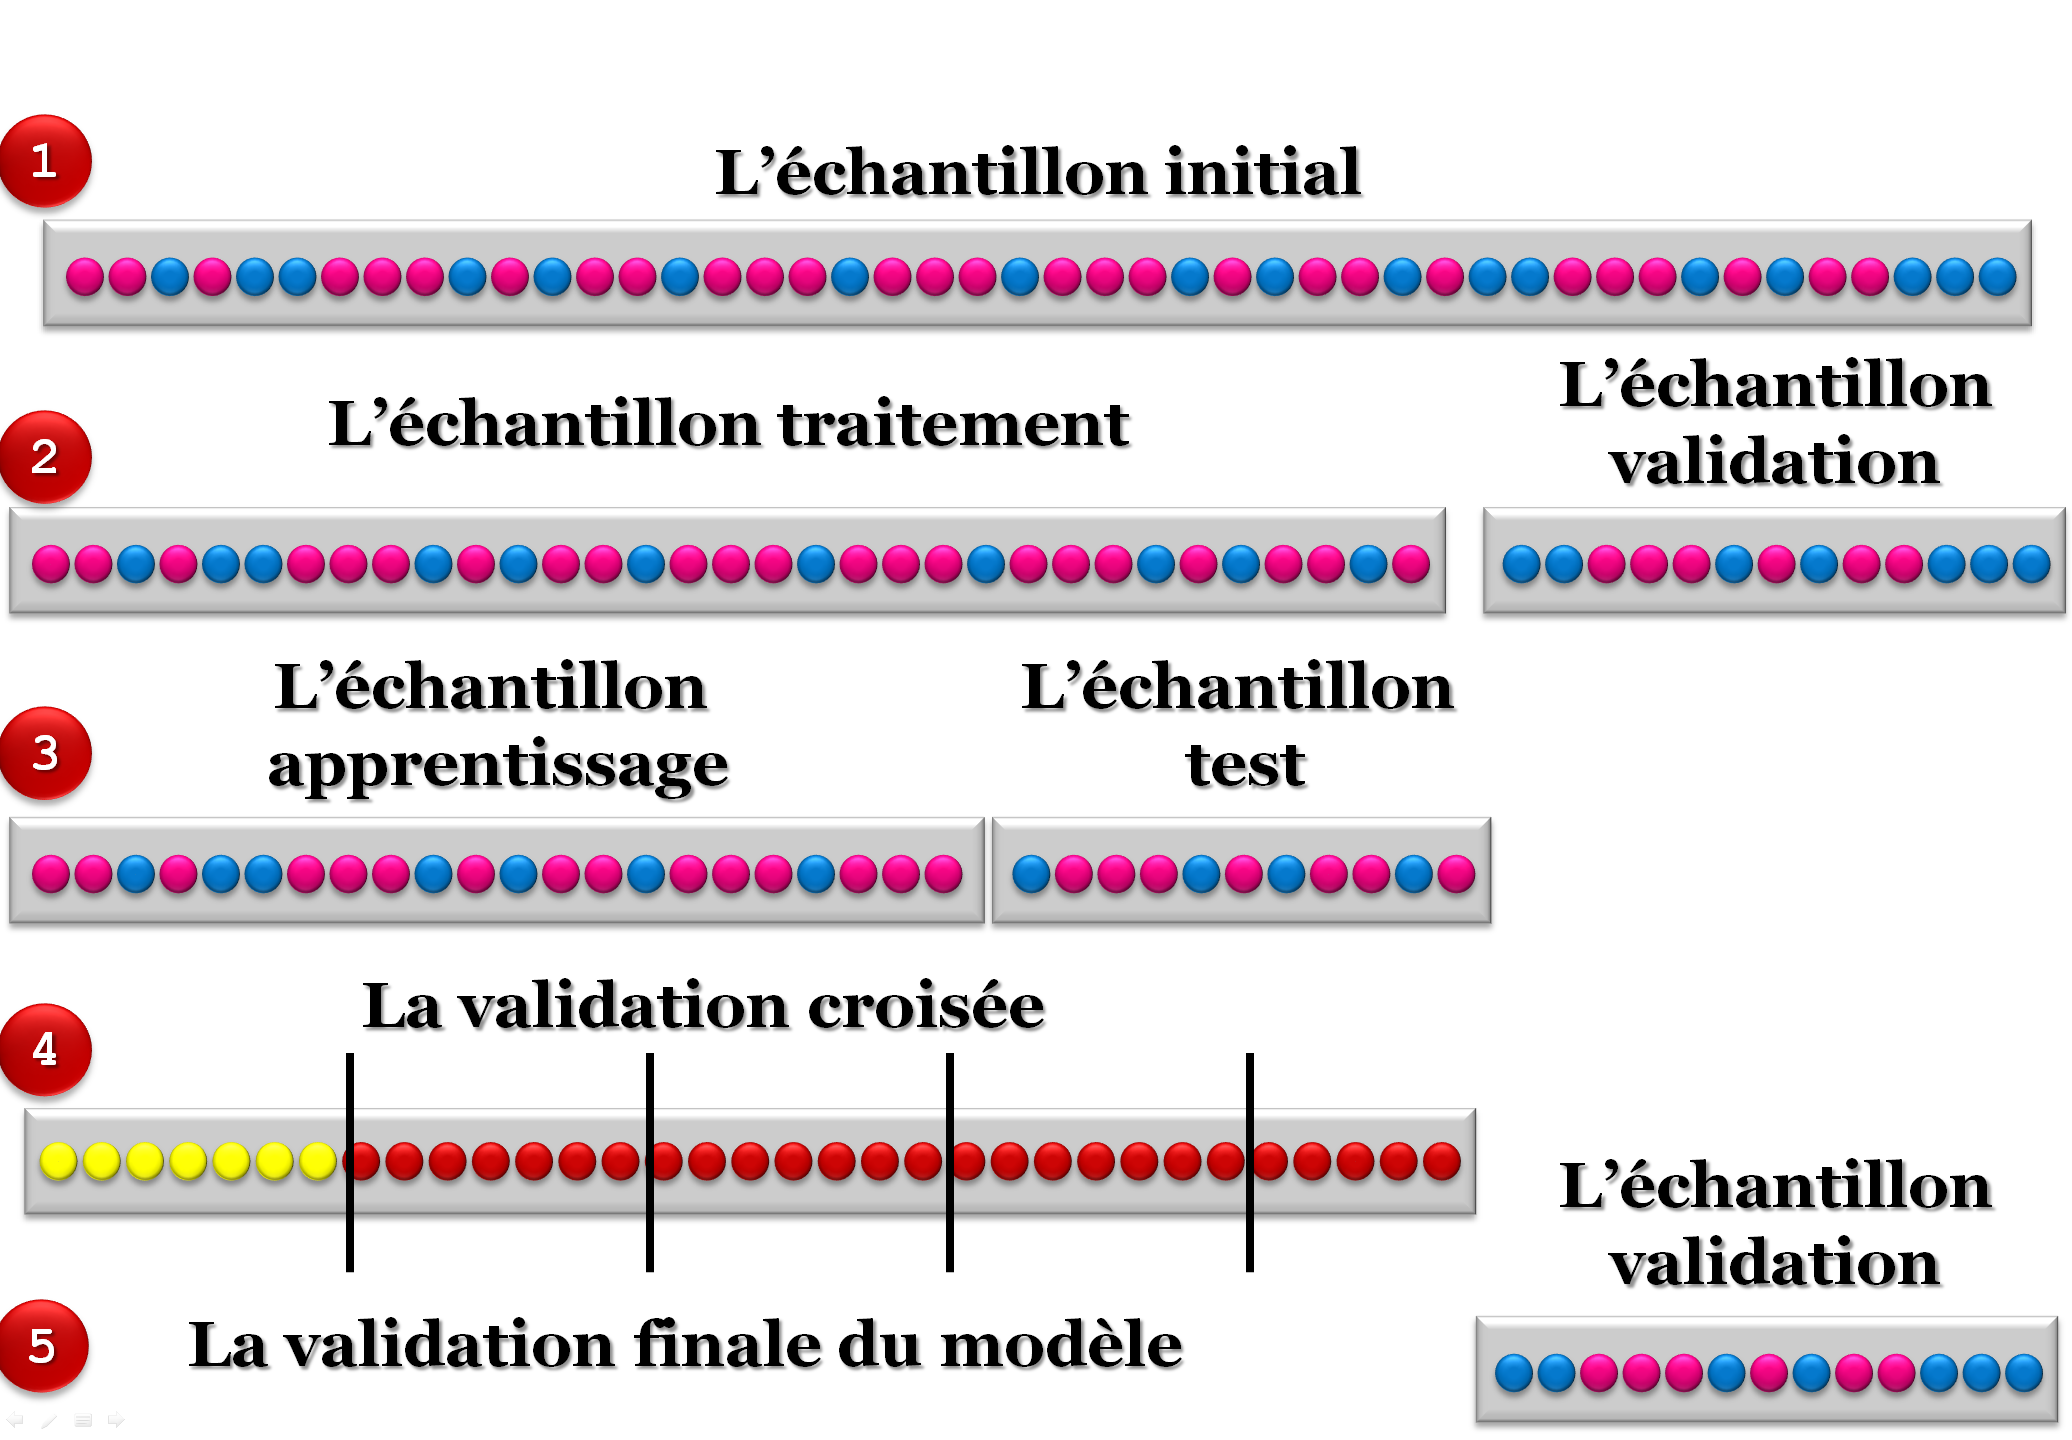 1
L’échantillon initial
2
L’échantillon traitement
L’échantillon
validation
3
L’échantillon
apprentissage
L’échantillon
test
4
La validation croisée
5
La validation finale du modèle
L’échantillon
validation